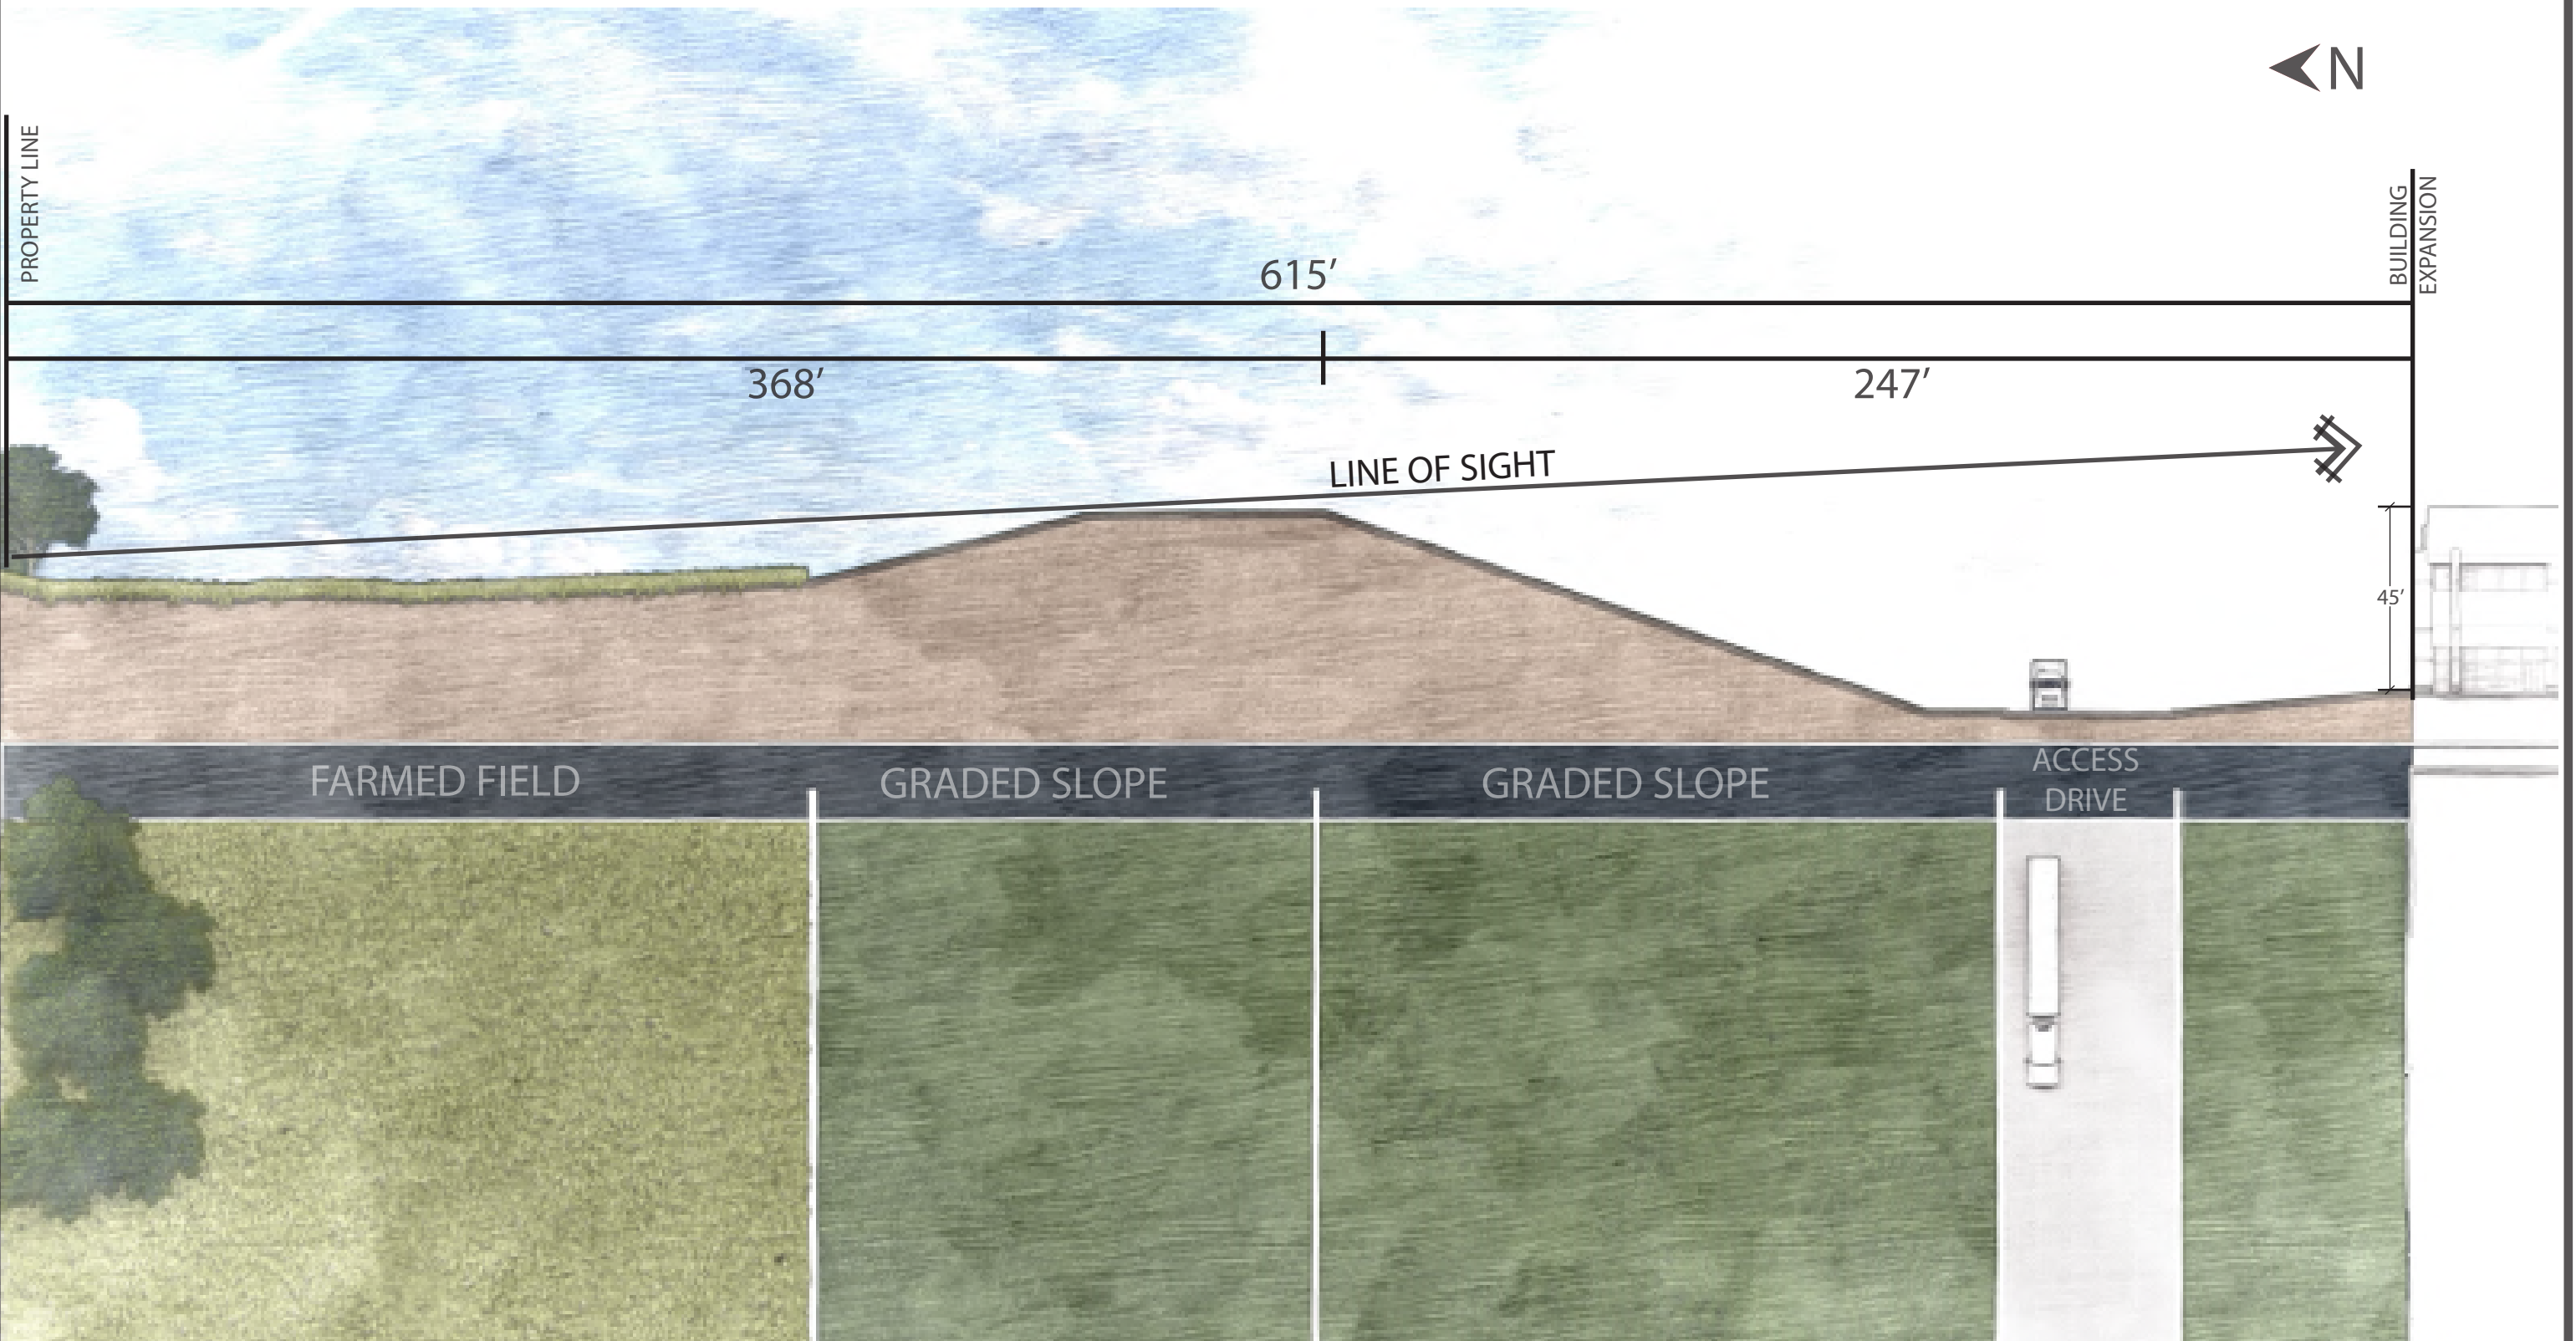 N
PROPERTY LINE
BUILDING
EXPANSION
615’
368’
247’
LINE OF SIGHT
45’
FARMED FIELD
GRADED SLOPE
GRADED SLOPE
ACCESS
DRIVE